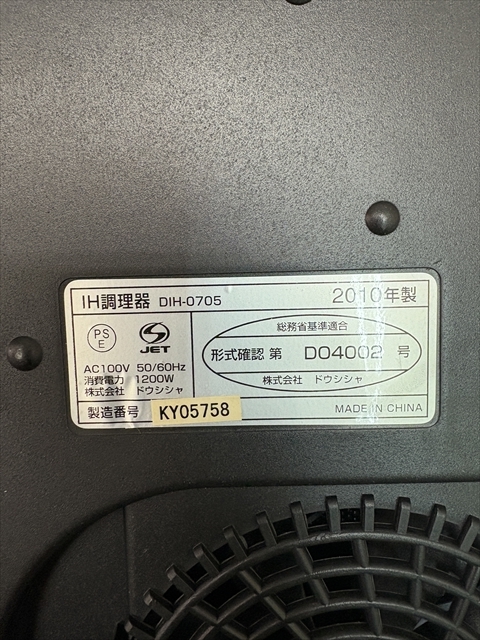 IH調理器 DIH-0705
2010年製
PS
E
JET
AC100V 50/60Hz
消費電力 1200W
株式会社 ドウシシャ
総務省基準適合
形式確認 第 D04002 号
株式会社 ドウシシャ
製造番号 KY05758
MADE IN CHINA